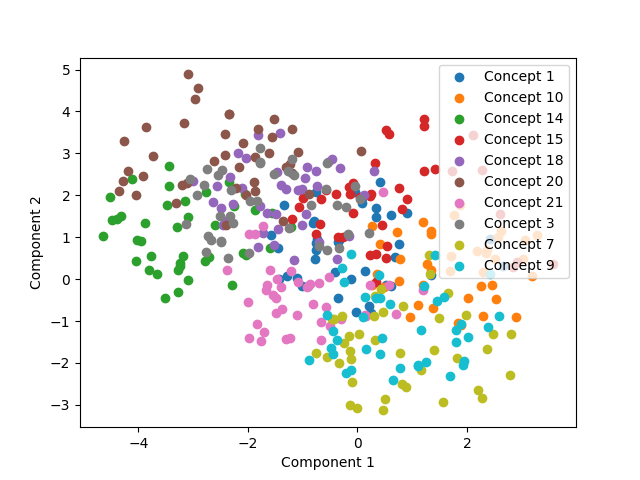 Concept 1
Concept 10
Concept 14
Concept 15
Concept 18
Concept 20
Concept 21
Concept 3
Concept 7
Concept 9
5
4
3
2
1
0
−1
−2
−3
Component 2
−4
−2
0
2
Component 1